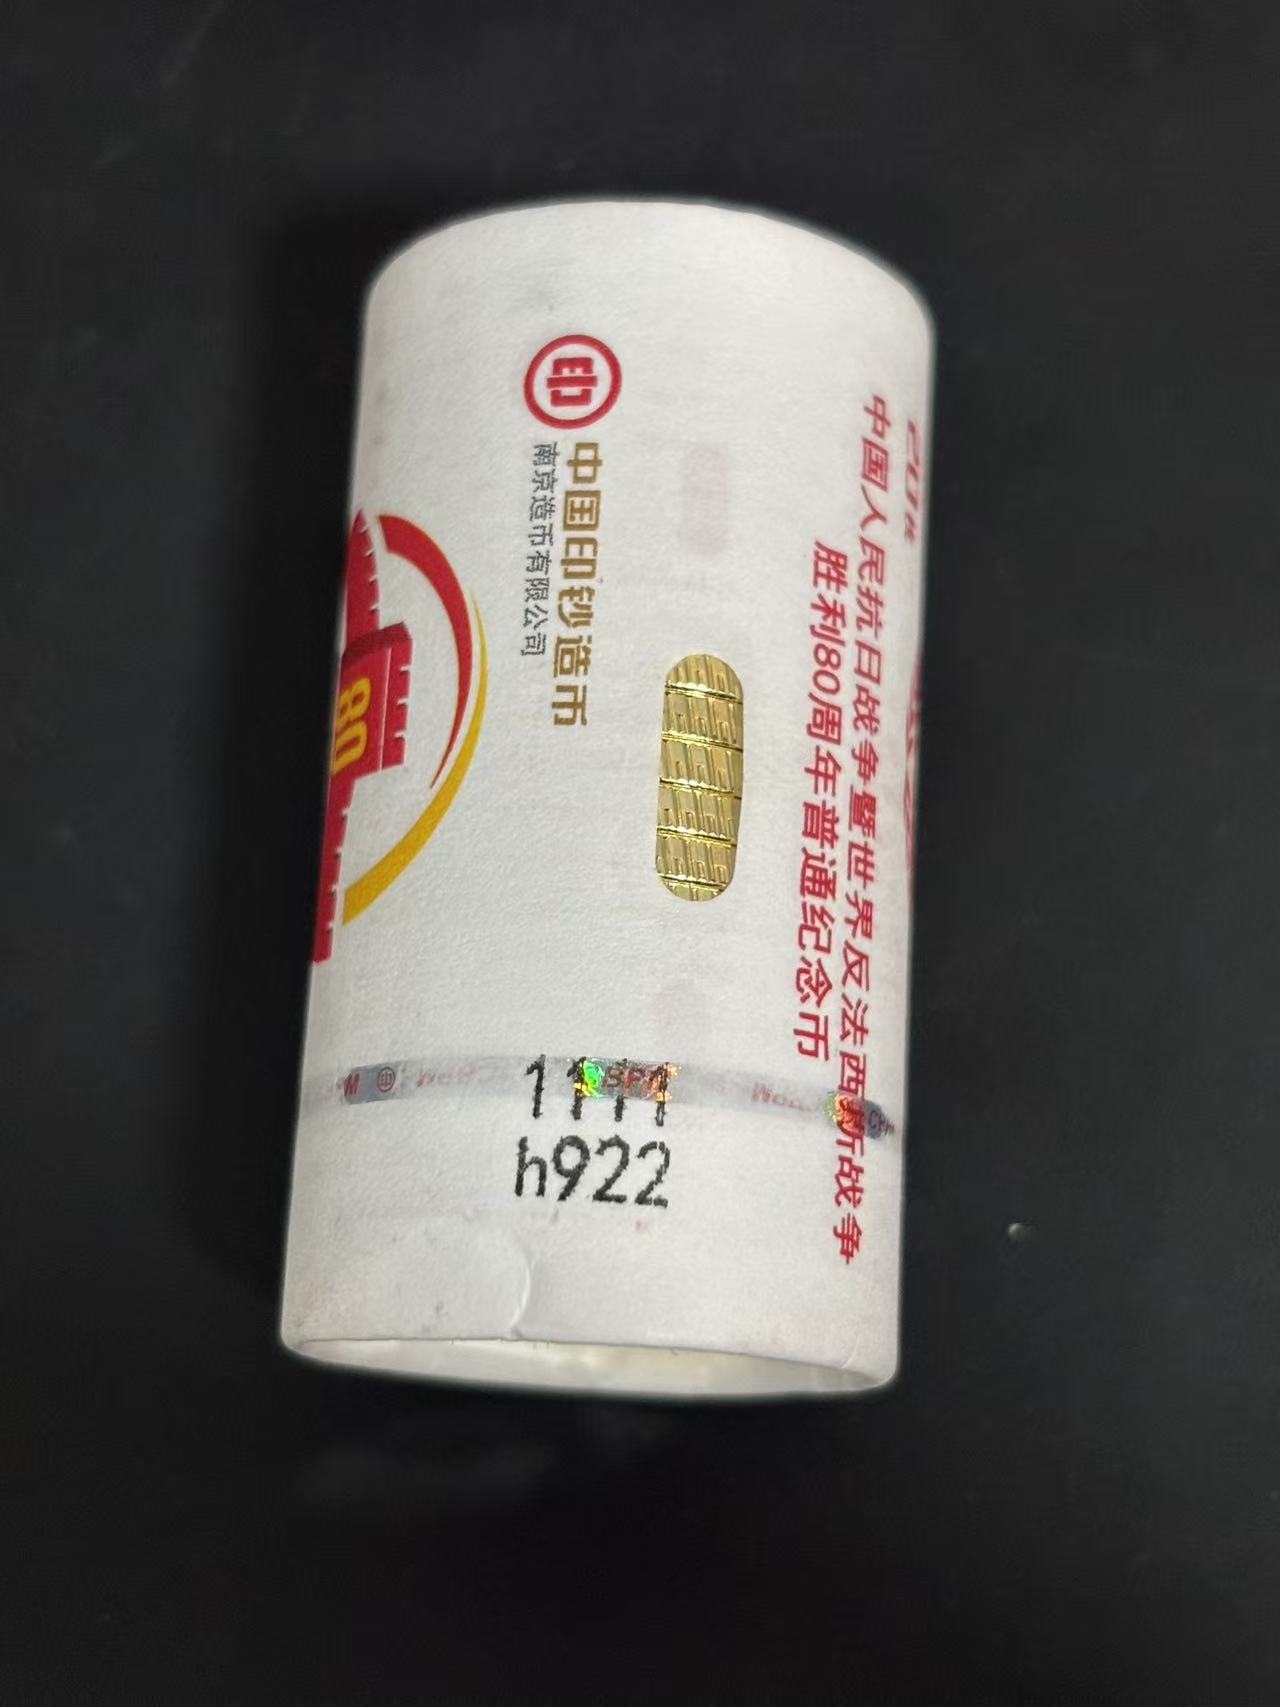 中国人民抗日战争暨世界反法西斯战争
胜利80周年普通纪念币
印
中国印钞造币
南京造币有限公司
80
1111
h922